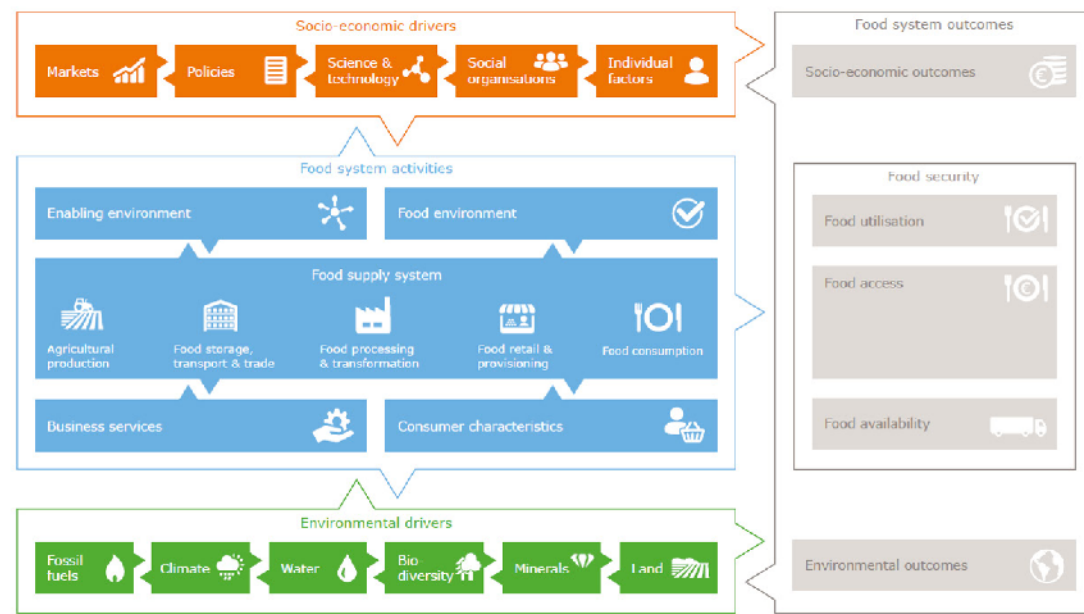 Socio-economic drivers
Markets
Policies
Science &
technology
Social
organisations
Individual
factors
Food system activities
Enabling environment
Food environment
Food supply system
Agricultural
production
Food storage,
transport & trade
Food processing
& transformation
Food retail &
provisioning
Food consumption
Business services
Consumer characteristics
Environmental drivers
Fossil
fuels
Climate
Water
Bio-
diversity
Minerals
Land
Food system outcomes
Socio-economic outcomes
€
Food security
Food utilisation
Food access
€
Food availability
Environmental outcomes